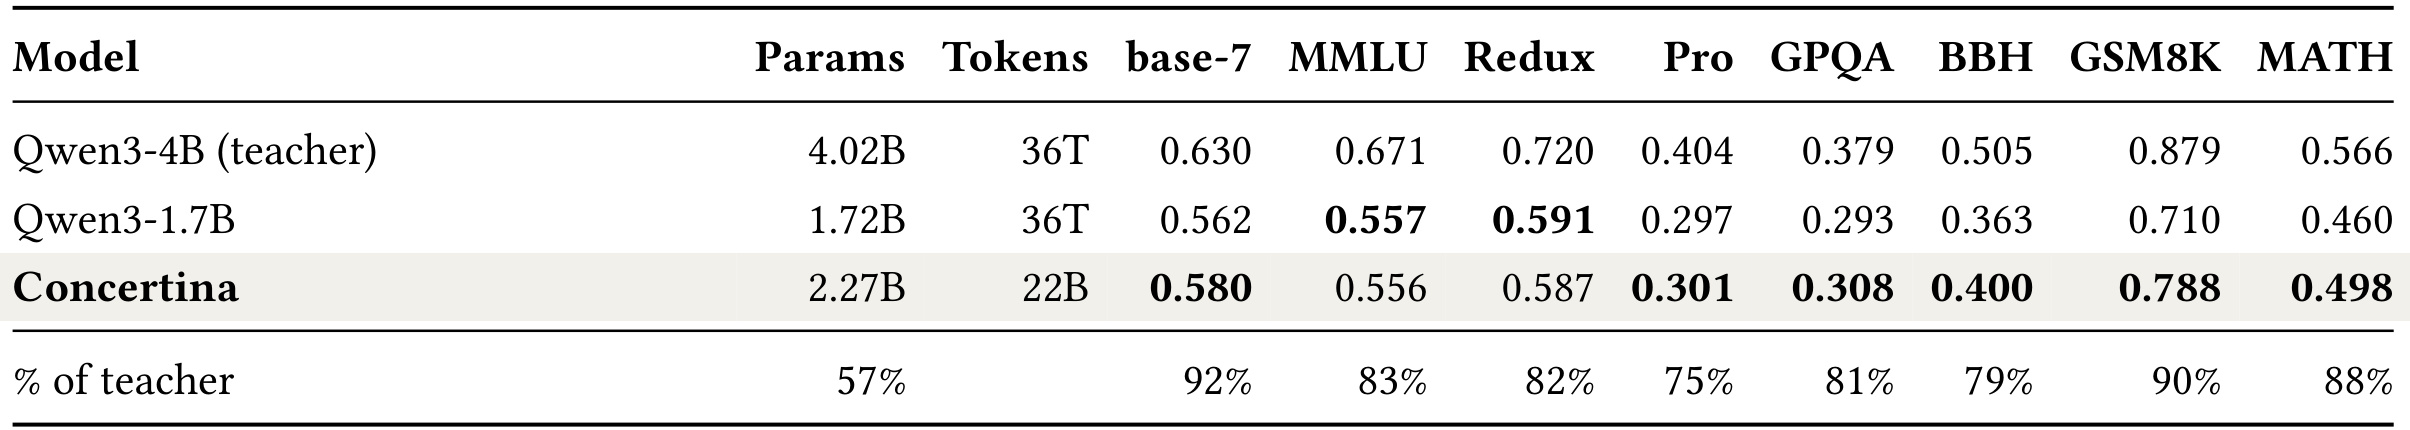 Model Params Tokens base-7 MMLU Redux Pro GPQA BBH GSM8K MATH
Qwen3-4B (teacher) 4.02B 36T 0.630 0.671 0.720 0.404 0.379 0.505 0.879 0.566
Qwen3-1.7B 1.72B 36T 0.562 0.557 0.591 0.297 0.293 0.363 0.710 0.460
Concertina 2.27B 22B 0.580 0.556 0.587 0.301 0.308 0.400 0.788 0.498
% of teacher 57% 92% 83% 82% 75% 81% 79% 90% 88%